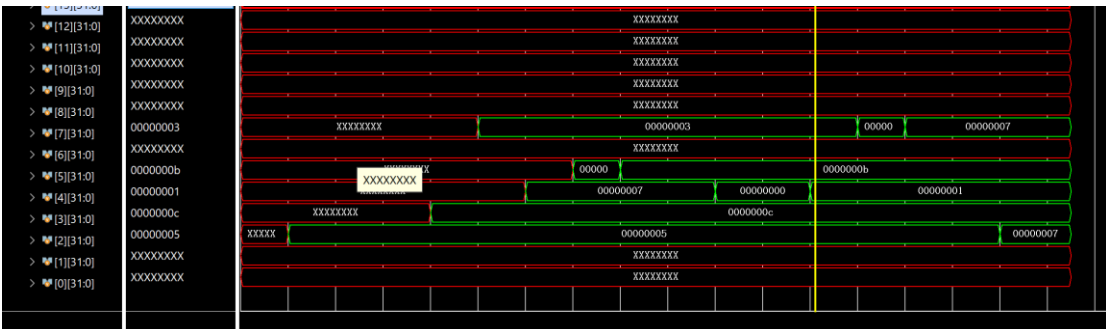 [12][31:0] XXXXXXXX XXXXXXXX
[11][31:0] XXXXXXXX XXXXXXXX
[10][31:0] XXXXXXXX XXXXXXXX
[9][31:0] XXXXXXXX XXXXXXXX
[8][31:0] XXXXXXXX XXXXXXXX
[7][31:0] 00000003 XXXXXXXX 00000003 00000 00000007
[6][31:0] XXXXXXXX XXXXXXXX
[5][31:0] 0000000b 00000 0000000b
XXXXXXXX
[4][31:0] 00000001 00000007 00000000 00000001
[3][31:0] 0000000c XXXXXXXX 0000000c
[2][31:0] 00000005 XXXXX 00000005 00000007
[1][31:0] XXXXXXXX XXXXXXXX
[0][31:0] XXXXXXXX XXXXXXXX